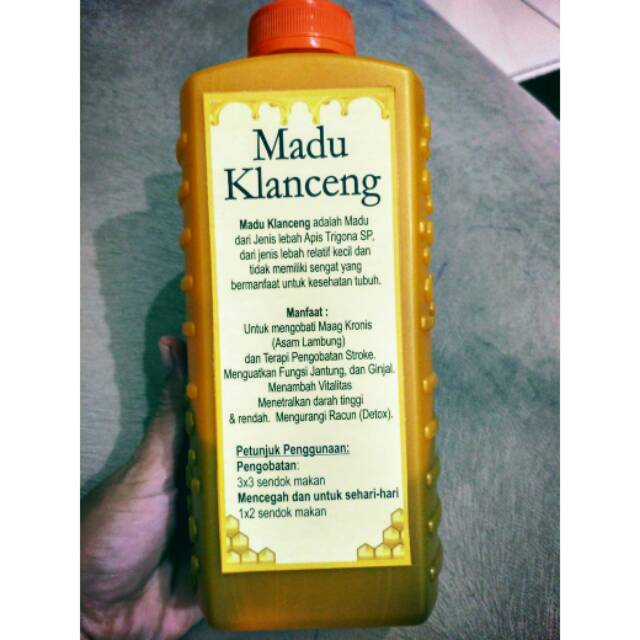 Madu
Klanceng
Madu Klanceng adalah Madu
dari Jenis lebah Apis Trigona SP,
dari jenis lebah relatif kecil dan
tidak memiliki sengat yang
bermanfaat untuk kesehatan tubuh.
Manfaat :
Untuk mengobati Maag Kronis
(Asam Lambung)
dan Terapi Pengobatan Stroke.
Menguatkan Fungsi Jantung, dan Ginjal.
Menambah Vitalitas
Menetralkan darah tinggi
& rendah. Mengurangi Racun (Detox).
Petunjuk Penggunaan:
Pengobatan:
3x3 sendok makan
Mencegah dan untuk sehari-hari
1x2 sendok makan